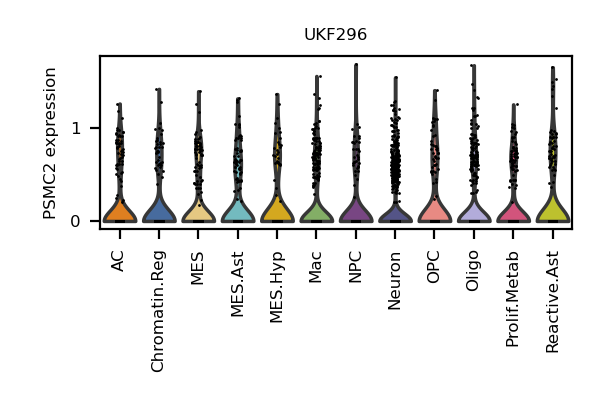 UKF296
PSMC2 expression
1
0
AC
Chromatin.Reg
MES
MES.Ast
MES.Hyp
Mac
NPC
Neuron
OPC
Oligo
Prolif.Metab
Reactive.Ast